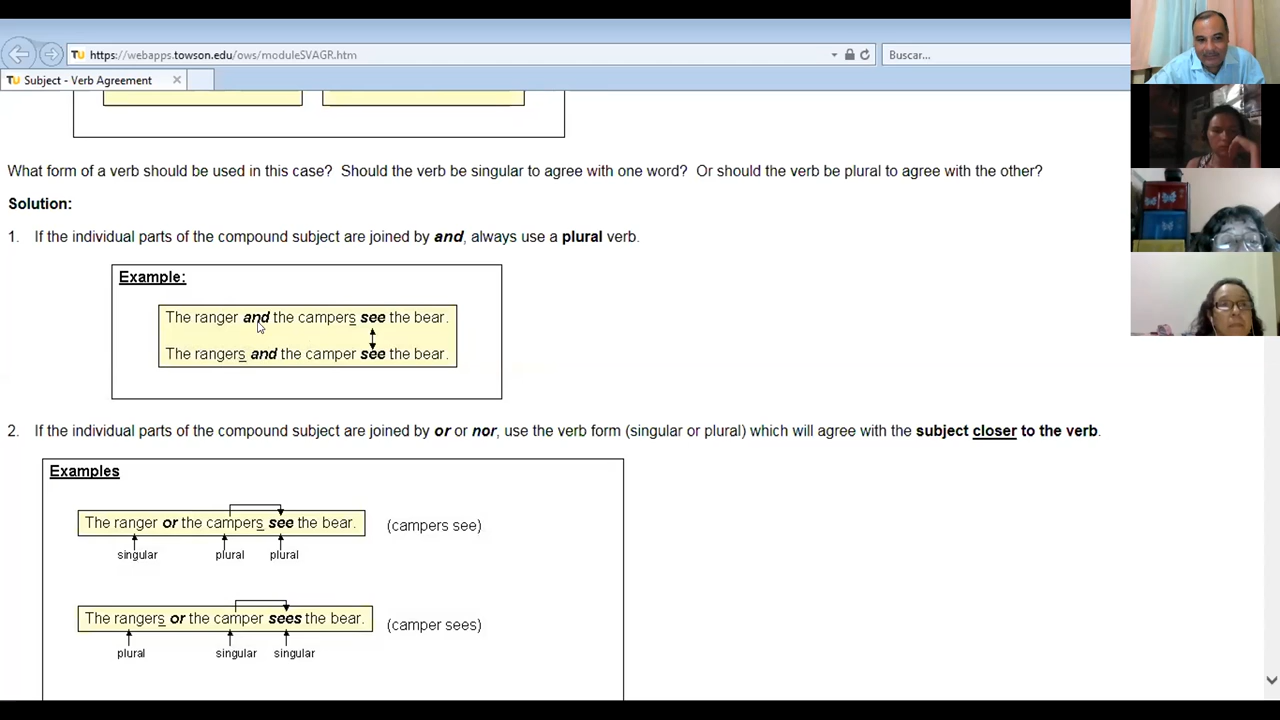 https://webapps.towson.edu/ows/moduleSVAGR.htm
Buscar...
TU Subject - Verb Agreement
What form of a verb should be used in this case? Should the verb be singular to agree with one word? Or should the verb be plural to agree with the other?
Solution:
1. If the individual parts of the compound subject are joined by and, always use a plural verb.
Example:
The ranger and the campers see the bear.
The rangers and the camper see the bear.
2. If the individual parts of the compound subject are joined by or or nor, use the verb form (singular or plural) which will agree with the subject closer to the verb.
Examples
The ranger or the campers see the bear. (campers see)
singular plural plural
The rangers or the camper sees the bear. (camper sees)
plural singular singular